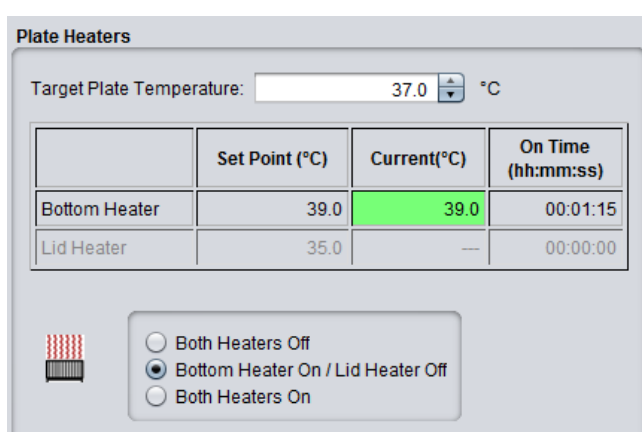 Plate Heaters
Target Plate Temperature: 37.0 °C
Set Point (°C) Current(°C) On Time (hh:mm:ss)
Bottom Heater 39.0 39.0 00:01:15
Lid Heater 35.0 --- 00:00:00
Both Heaters Off
Bottom Heater On / Lid Heater Off
Both Heaters On